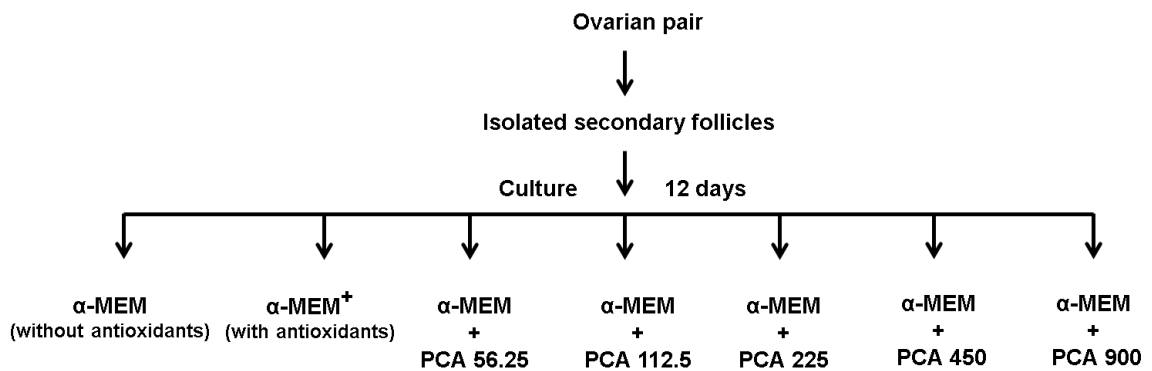 Ovarian pair
Isolated secondary follicles
Culture 12 days
α-MEM
(without antioxidants)
α-MEM⁺
(with antioxidants)
α-MEM
+
PCA 56.25
α-MEM
+
PCA 112.5
α-MEM
+
PCA 225
α-MEM
+
PCA 450
α-MEM
+
PCA 900